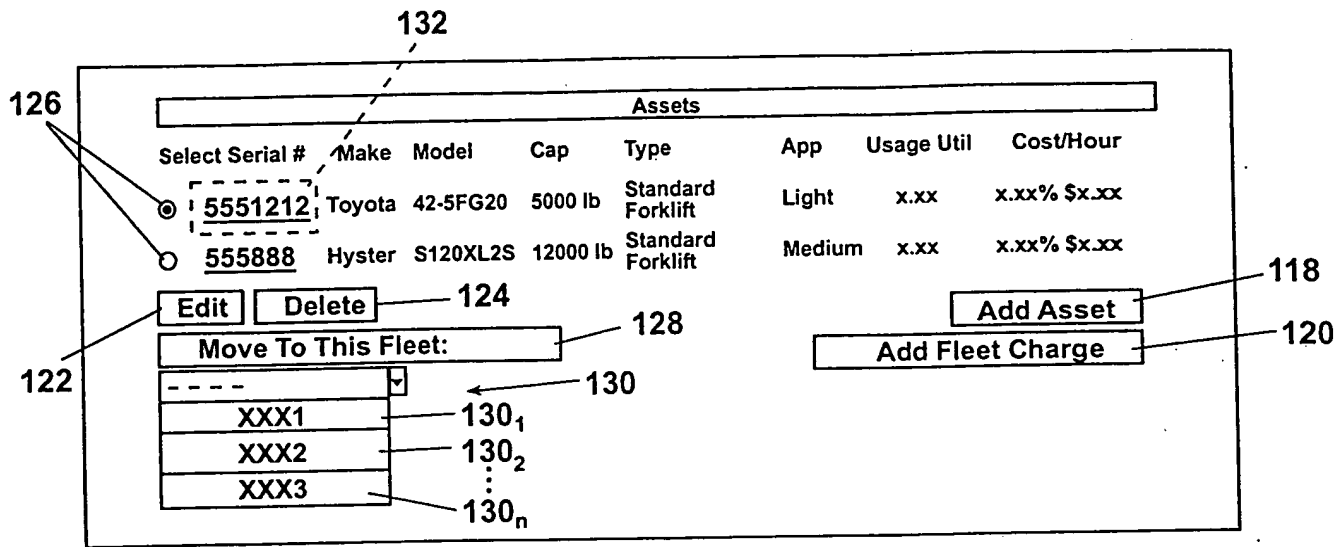 132
126
Assets
Select Serial # Make Model Cap Type App Usage Util Cost/Hour
5551212 Toyota 42-5FG20 5000 lb Standard Forklift Light x.xx x.xx% $x.xx
555888 Hyster S120XL2S 12000 lb Standard Forklift Medium x.xx x.xx% $x.xx
Edit Delete 124 Add Asset 118
Move To This Fleet: 128 Add Fleet Charge 120
122 - - - - 130
XXX1 130₁
XXX2 130₂
XXX3 130ₙ